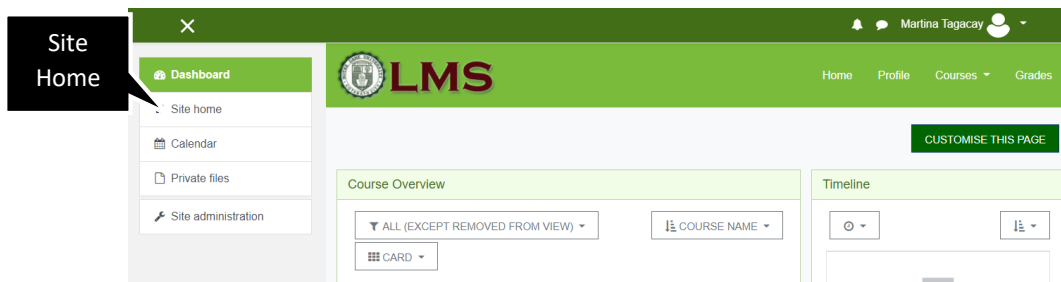 Site
Home
Martina Tagacay
Dashboard
Site home
Calendar
Private files
Site administration
LMS
Home Profile Courses Grades
CUSTOMISE THIS PAGE
Course Overview
ALL (EXCEPT REMOVED FROM VIEW)
COURSE NAME
CARD
Timeline